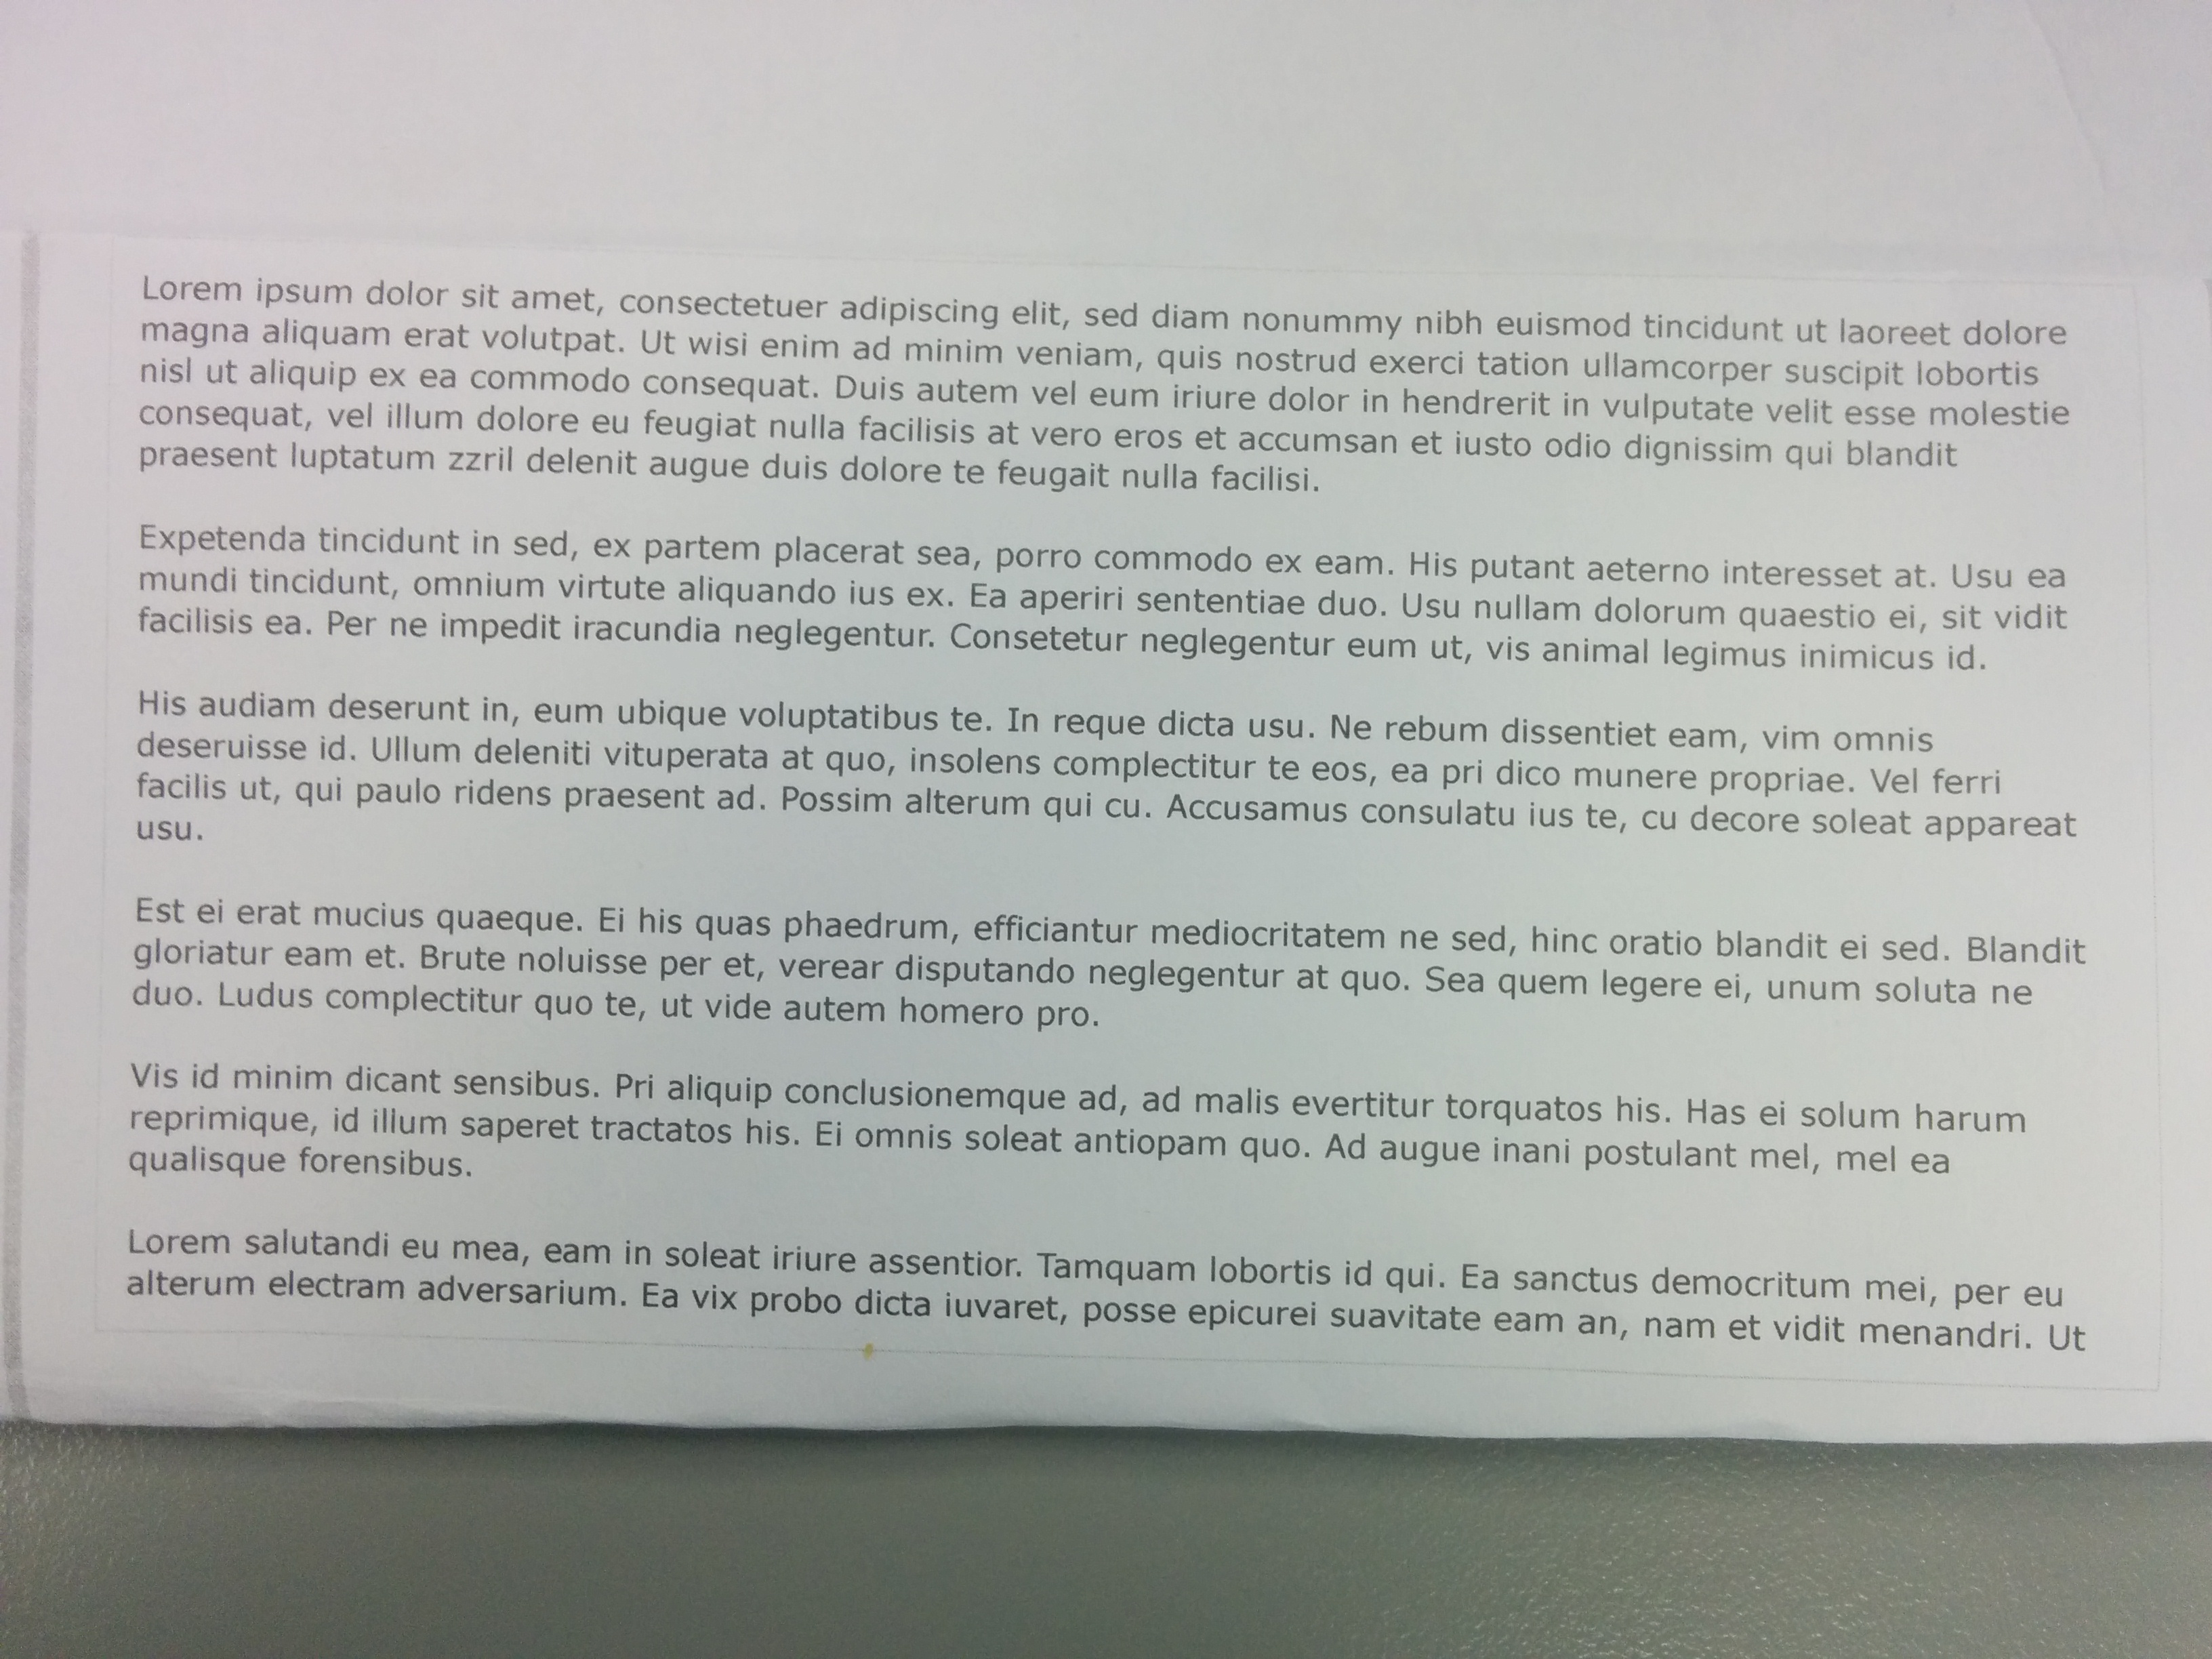 Lorem ipsum dolor sit amet, consectetuer adipiscing elit, sed diam nonummy nibh euismod tincidunt ut laoreet dolore
magna aliquam erat volutpat. Ut wisi enim ad minim veniam, quis nostrud exerci tation ullamcorper suscipit lobortis
nisl ut aliquip ex ea commodo consequat. Duis autem vel eum iriure dolor in hendrerit in vulputate velit esse molestie
consequat, vel illum dolore eu feugiat nulla facilisis at vero eros et accumsan et iusto odio dignissim qui blandit
praesent luptatum zzril delenit augue duis dolore te feugait nulla facilisi.
Expetenda tincidunt in sed, ex partem placerat sea, porro commodo ex eam. His putant aeterno interesset at. Usu ea
mundi tincidunt, omnium virtute aliquando ius ex. Ea aperiri sententiae duo. Usu nullam dolorum quaestio ei, sit vidit
facilisis ea. Per ne impedit iracundia neglegentur. Consetetur neglegentur eum ut, vis animal legimus inimicus id.
His audiam deserunt in, eum ubique voluptatibus te. In reque dicta usu. Ne rebum dissentiet eam, vim omnis
deseruisse id. Ullum deleniti vituperata at quo, insolens complectitur te eos, ea pri dico munere propriae. Vel ferri
facilis ut, qui paulo ridens praesent ad. Possim alterum qui cu. Accusamus consulatu ius te, cu decore soleat appareat
usu.
Est ei erat mucius quaeque. Ei his quas phaedrum, efficiantur mediocritatem ne sed, hinc oratio blandit ei sed. Blandit
gloriatur eam et. Brute noluisse per et, verear disputando neglegentur at quo. Sea quem legere ei, unum soluta ne
duo. Ludus complectitur quo te, ut vide autem homero pro.
Vis id minim dicant sensibus. Pri aliquip conclusionemque ad, ad malis evertitur torquatos his. Has ei solum harum
reprimique, id illum saperet tractatos his. Ei omnis soleat antiopam quo. Ad augue inani postulant mel, mel ea
qualisque forensibus.
Lorem salutandi eu mea, eam in soleat iriure assentior. Tamquam lobortis id qui. Ea sanctus democritum mei, per eu
alterum electram adversarium. Ea vix probo dicta iuvaret, posse epicurei suavitate eam an, nam et vidit menandri. Ut